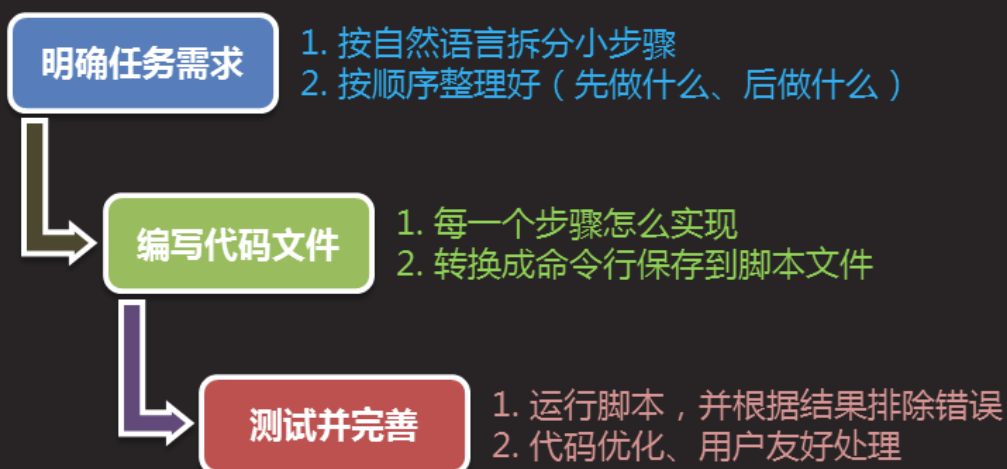 明确任务需求
1. 按自然语言拆分小步骤
2. 按顺序整理好（先做什么、后做什么）
编写代码文件
1. 每一个步骤怎么实现
2. 转换成命令行保存到脚本文件
测试并完善
1. 运行脚本，并根据结果排除错误
2. 代码优化、用户友好处理